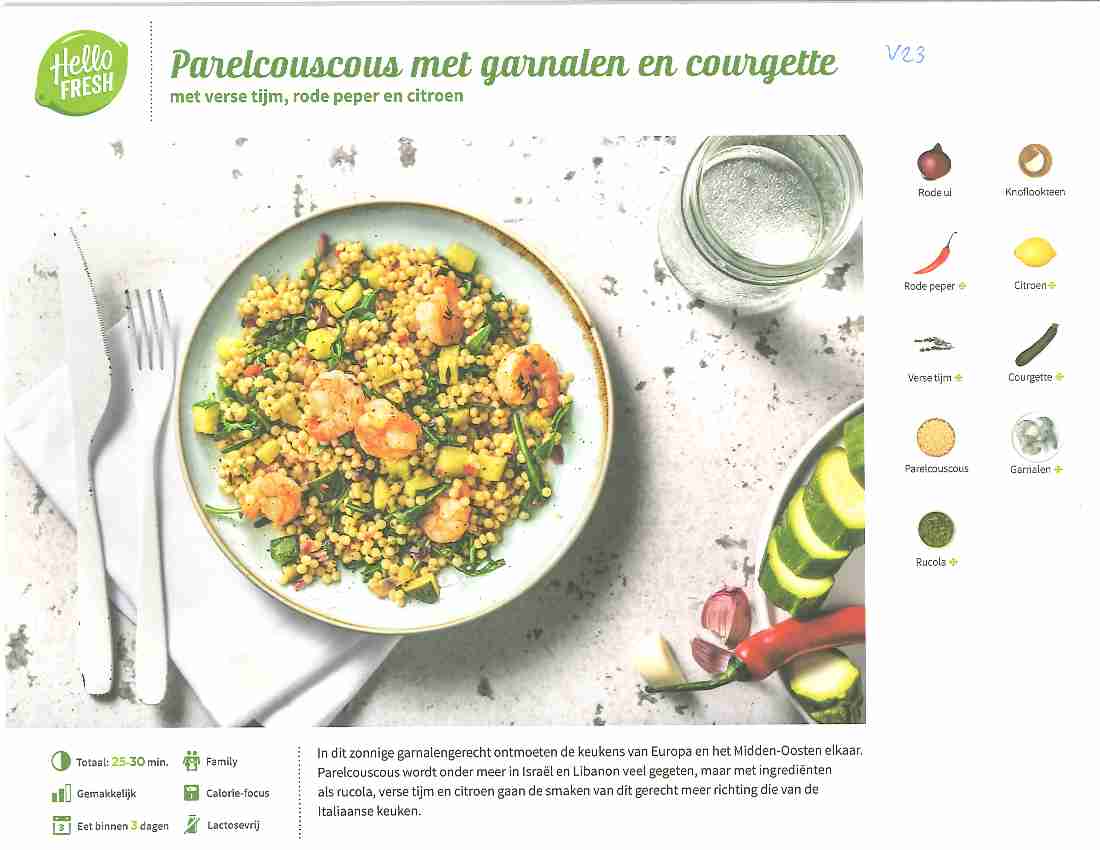 Hello
FRESH
Parelcouscous met garnalen en courgette
met verse tijm, rode peper en citroen
V23
Rode ui
Knoflookteen
Rode peper
Citroen
Verse tijm
Courgette
Parelcouscous
Garnalen
Rucola
Totaal: 25-30 min.
Family
Gemakkelijk
Calorie-focus
3
Eet binnen 3 dagen
Lactosevrij
In dit zonnige garnalengerecht ontmoeten de keukens van Europa en het Midden-Oosten elkaar.
Parelcouscous wordt onder meer in Israël en Libanon veel gegeten, maar met ingrediënten
als rucola, verse tijm en citroen gaan de smaken van dit gerecht meer richting die van de
Italiaanse keuken.